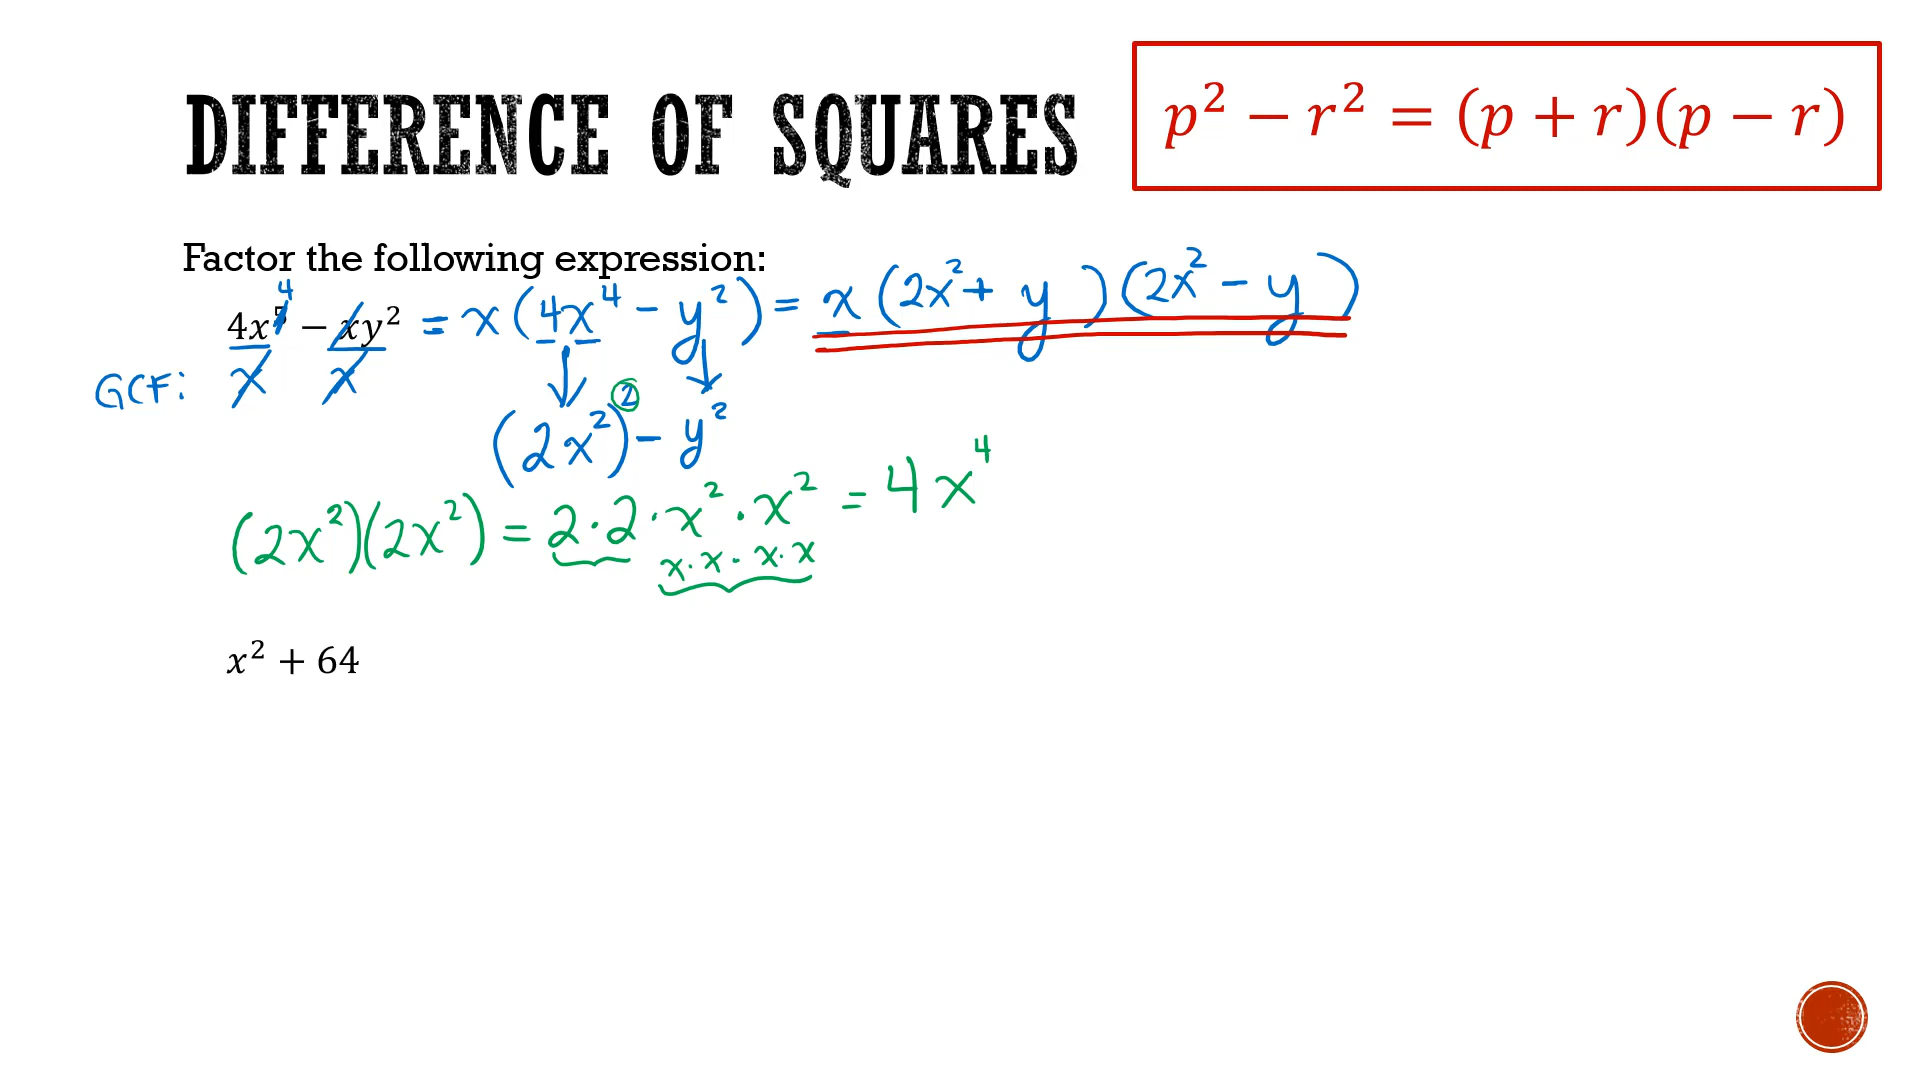 DIFFERENCE OF SQUARES
p² − r² = (p + r)(p − r)
Factor the following expression:
4
4x⁵ − xy² = x(4x⁴ − y²) = x(2x² + y)(2x² − y)
GCF: x x
(2x²)² − y²
(2x²)(2x²) = 2·2·x²·x² = 4x⁴
x·x·x·x
x² + 64